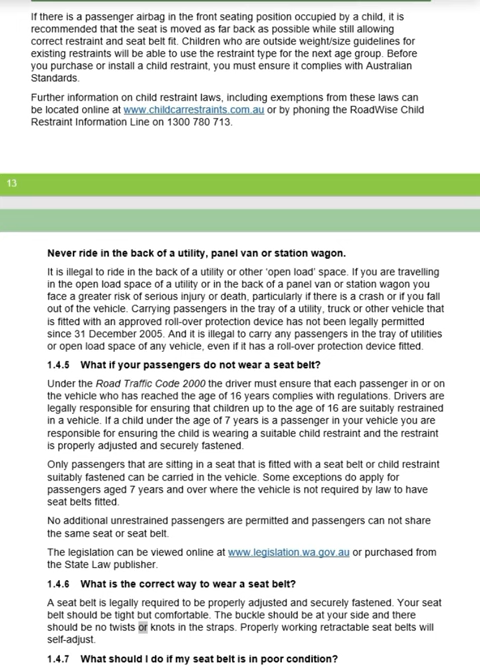 If there is a passenger airbag in the front seating position occupied by a child, it is
recommended that the seat is moved as far back as possible while still allowing
correct restraint and seat belt fit. Children who are outside weight/size guidelines for
existing restraints will be able to use the restraint type for the next age group. Before
you purchase or install a child restraint, you must ensure it complies with Australian
Standards.
Further information on child restraint laws, including exemptions from these laws can
be located online at www.childcarrestraints.com.au or by phoning the RoadWise Child
Restraint Information Line on 1300 780 713.
13
Never ride in the back of a utility, panel van or station wagon.
It is illegal to ride in the back of a utility or other 'open load' space. If you are travelling
in the open load space of a utility or in the back of a panel van or station wagon you
face a greater risk of serious injury or death, particularly if there is a crash or if you fall
out of the vehicle. Carrying passengers in the tray of a utility, truck or other vehicle that
is fitted with an approved roll-over protection device has not been legally permitted
since 31 December 2005. And it is illegal to carry any passengers in the tray of utilities
or open load space of any vehicle, even if it has a roll-over protection device fitted.
1.4.5 What if your passengers do not wear a seat belt?
Under the Road Traffic Code 2000 the driver must ensure that each passenger in or on
the vehicle who has reached the age of 16 years complies with regulations. Drivers are
legally responsible for ensuring that children up to the age of 16 are suitably restrained
in a vehicle. If a child under the age of 7 years is a passenger in your vehicle you are
responsible for ensuring the child is wearing a suitable child restraint and the restraint
is properly adjusted and securely fastened.
Only passengers that are sitting in a seat that is fitted with a seat belt or child restraint
suitably fastened can be carried in the vehicle. Some exceptions do apply for
passengers aged 7 years and over where the vehicle is not required by law to have
seat belts fitted.
No additional unrestrained passengers are permitted and passengers can not share
the same seat or seat belt.
The legislation can be viewed online at www.legislation.wa.gov.au or purchased from
the State Law publisher.
1.4.6 What is the correct way to wear a seat belt?
A seat belt is legally required to be properly adjusted and securely fastened. Your seat
belt should be tight but comfortable. The buckle should be at your side and there
should be no twists or knots in the straps. Properly working retractable seat belts will
self-adjust.
1.4.7 What should I do if my seat belt is in poor condition?